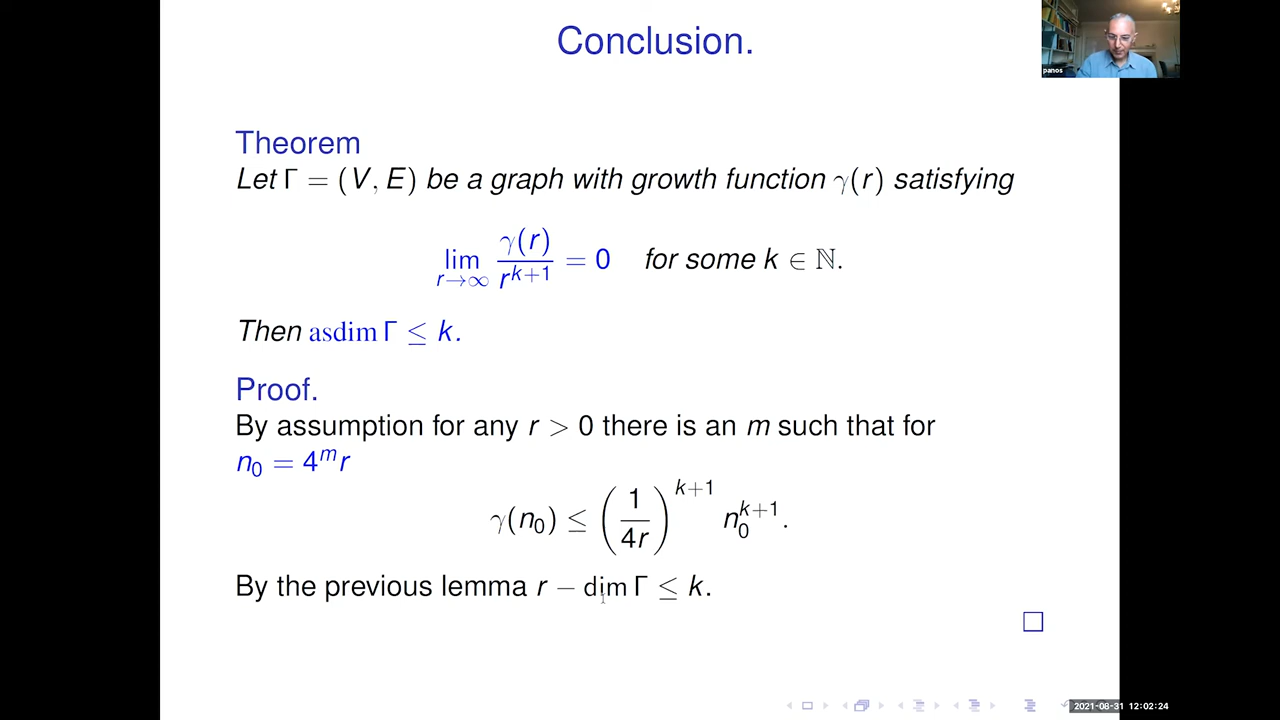 Conclusion.
panos
Theorem
Let Γ = (V, E) be a graph with growth function γ(r) satisfying
lim_{r→∞} γ(r)/r^{k+1} = 0 for some k ∈ ℕ.
Then asdim Γ ≤ k.
Proof.
By assumption for any r > 0 there is an m such that for
n₀ = 4^m r
γ(n₀) ≤ (1/4r)^{k+1} n₀^{k+1}.
By the previous lemma r − dim Γ ≤ k.
2021-08-31 12:02:24